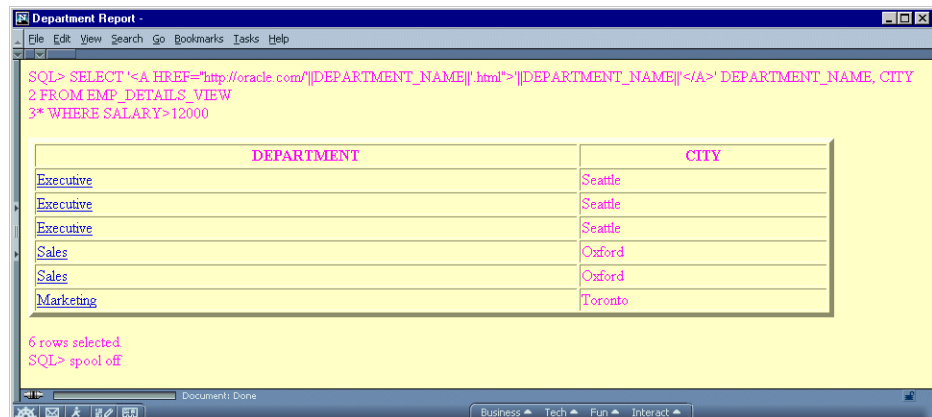 Department Report -
File Edit View Search Go Bookmarks Tasks Help
SQL> SELECT '<A HREF="http://oracle.com/'||DEPARTMENT_NAME||'.html">'||DEPARTMENT_NAME||'</A>' DEPARTMENT_NAME, CITY
2 FROM EMP_DETAILS_VIEW
3* WHERE SALARY>12000
DEPARTMENT CITY
Executive Seattle
Executive Seattle
Executive Seattle
Sales Oxford
Sales Oxford
Marketing Toronto
6 rows selected.
SQL> spool off
Document: Done
Business Tech Fun Interact